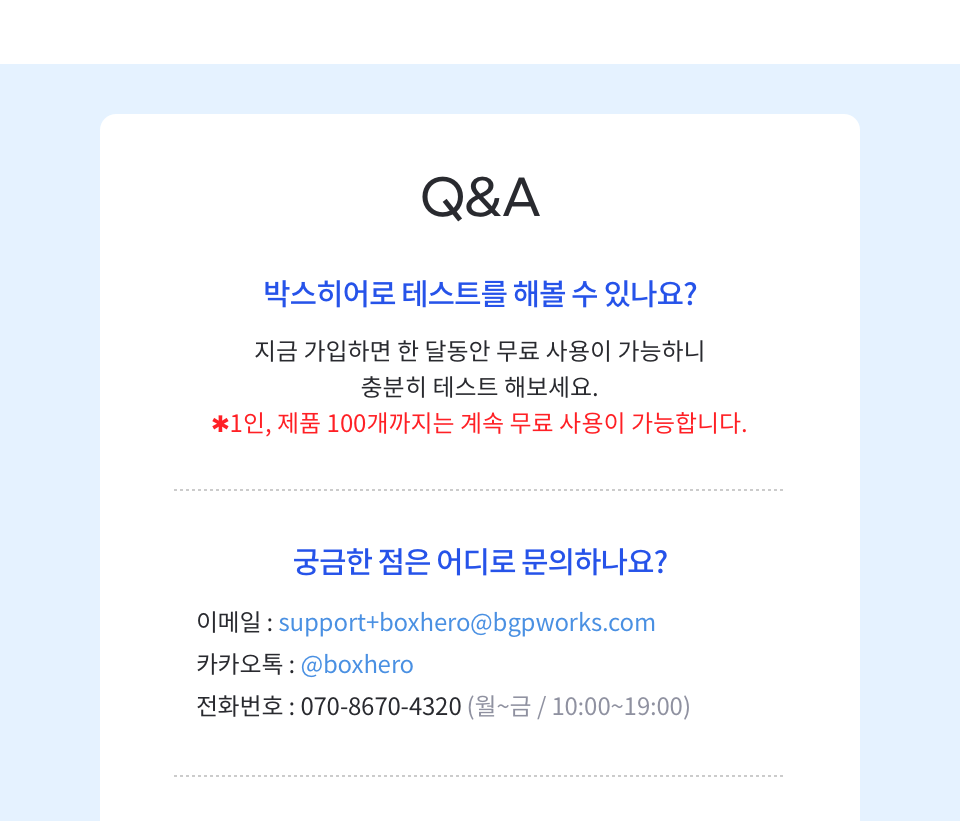 Q&A
박스히어로 테스트를 해볼 수 있나요?
지금 가입하면 한 달동안 무료 사용이 가능하니
충분히 테스트 해보세요.
✱1인, 제품 100개까지는 계속 무료 사용이 가능합니다.
궁금한 점은 어디로 문의하나요?
이메일 : support+boxhero@bgpworks.com
카카오톡 : @boxhero
전화번호 : 070-8670-4320 (월~금 / 10:00~19:00)